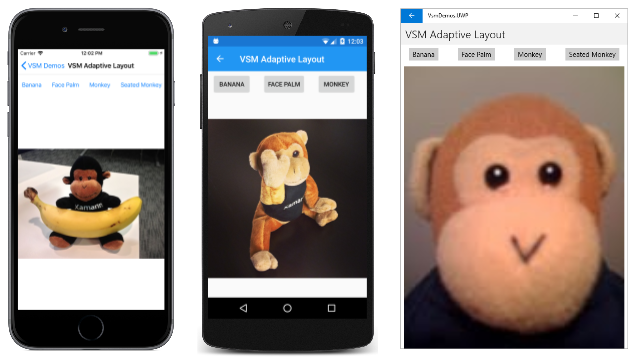 Carrier 12:02 PM
VSM Demos VSM Adaptive Layout
Banana Face Palm Monkey Seated Monkey
Xamarin
12:03
VSM Adaptive Layout
BANANA FACE PALM MONKEY
Xama
VsmDemos.UWP
VSM Adaptive Layout
Banana Face Palm Monkey Seated Monkey